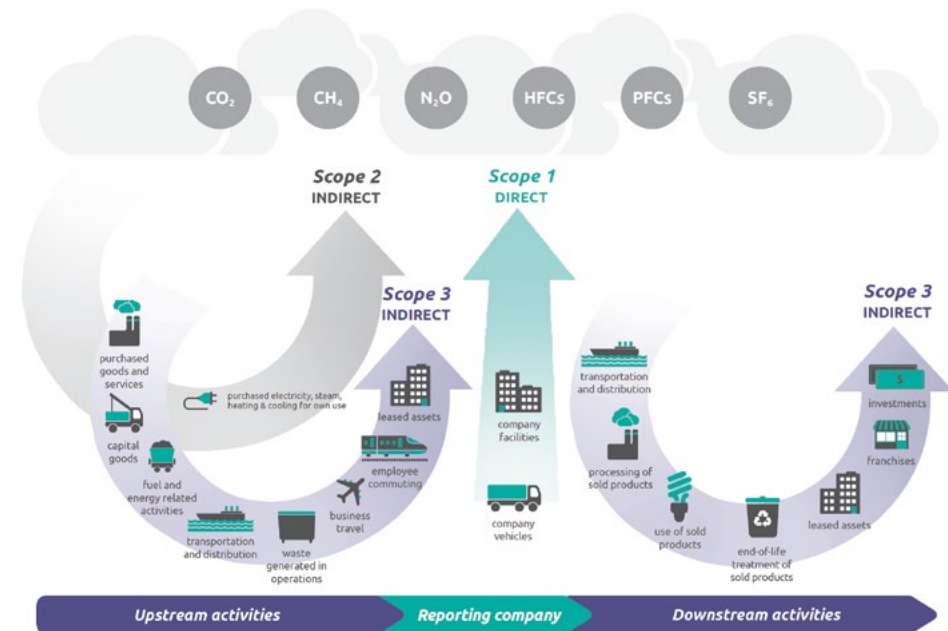 CO₂
CH₄
N₂O
HFCs
PFCs
SF₆
Scope 2
INDIRECT
Scope 1
DIRECT
Scope 3
INDIRECT
Scope 3
INDIRECT
purchased
goods and
services
capital
goods
fuel and
energy related
activities
transportation
and distribution
waste
generated in
operations
business
travel
employee
commuting
leased assets
purchased electricity, steam,
heating & cooling for own use
company
facilities
company
vehicles
transportation
and distribution
processing of
sold products
use of sold
products
end-of-life
treatment of
sold products
leased assets
franchises
investments
$
Upstream activities
Reporting company
Downstream activities